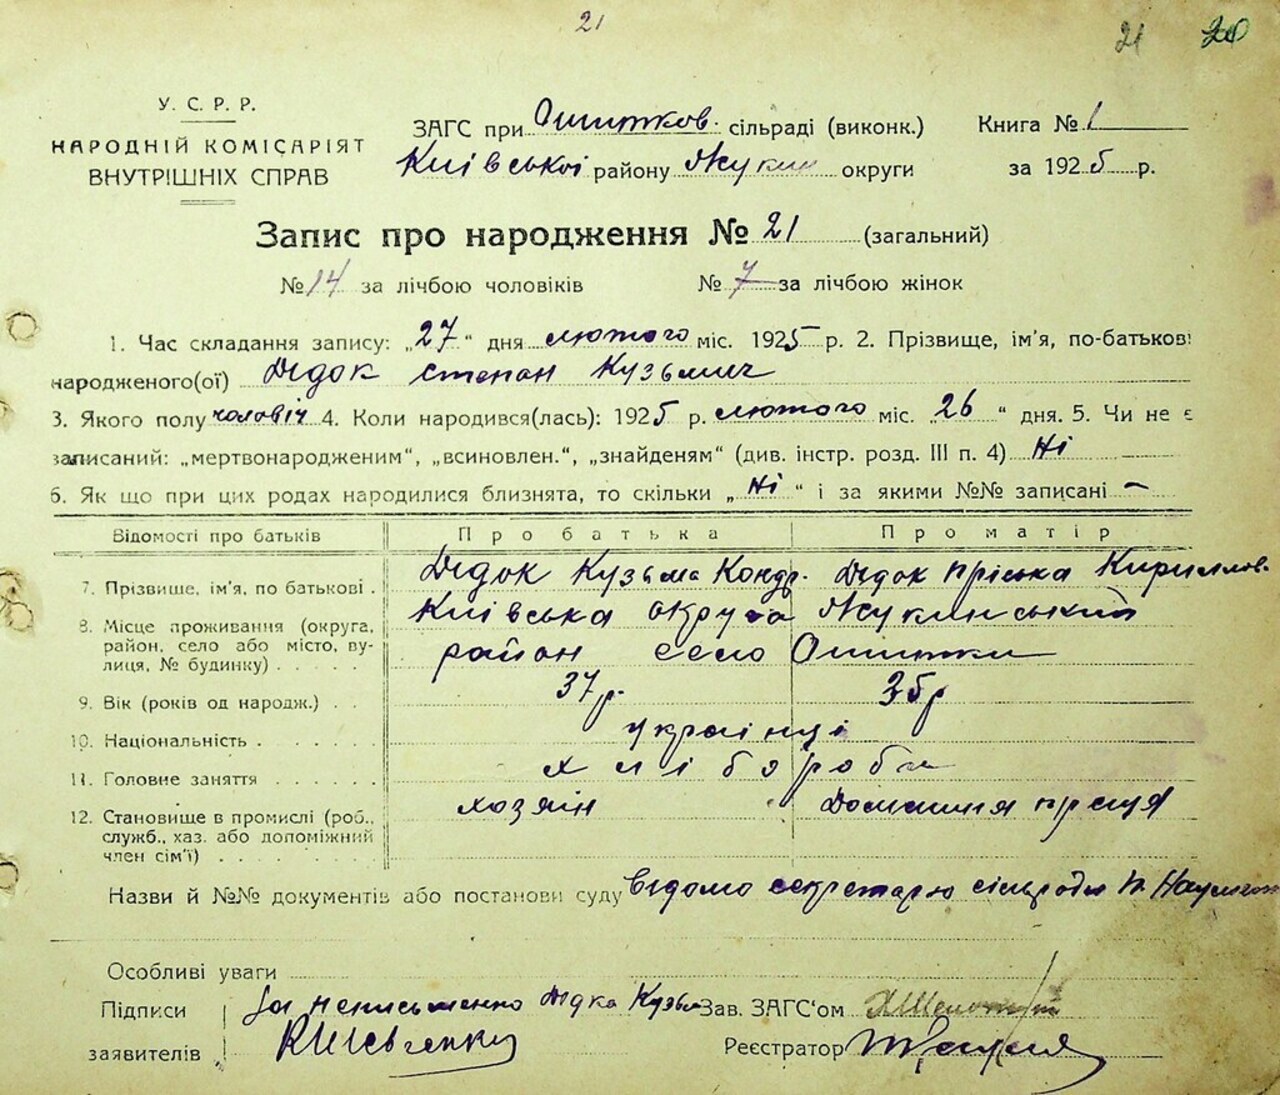 21
21 20
У. С. Р. Р.
НАРОДНІЙ КОМІСАРІЯТ
ВНУТРІШНІХ СПРАВ
ЗАГС при Ошитков. сільраді (виконк.) Книга № 1
Київської району Жукин округи за 1925 р.
Запис про народження № 21 (загальний)
№ 14 за лічбою чоловіків № 7 за лічбою жінок
1. Час складання запису: „27“ дня лютого міс. 1925 р. 2. Прізвище, ім'я, по-батькові
народженого(ої) Дідок Степан Кузьмич
3. Якого полу чоловіч 4. Коли народився(лась): 1925 р. лютого міс. „26“ дня. 5. Чи не є
записаний: „мертвонародженим“, „всиновлен.“, „знайденям“ (див. інстр. розд. III п. 4) Ні
6. Як що при цих родах народилися близнята, то скільки „Ні“ і за якими №№ записані —
Відомості про батьків Про батька Про матір
7. Прізвище, ім'я, по батькові . Дідок Кузьма Кондр. Дідок Пріська Кириллов.
8. Місце проживання (округа, Київська округа Жукинський
район, село або місто, ву- район село Ошитки
лиця, № будинку) . . . . .
9. Вік (років од народж.) . . 37 р. 35 р
10. Національність . . . . . . українці
11. Головне заняття . . . . . . хлібороби
12. Становище в промислі (роб., хозяін Домашня праця
служб., хаз. або допоміжний
член сім'ї) . . . . . . . .
Назви й №№ документів або постанови суду відомо секретарю сільради
Особливі уваги
Підписи За неписьменно Дідка Кузьм Зав. ЗАГС'ом
заявителів КШевченко Реєстратор